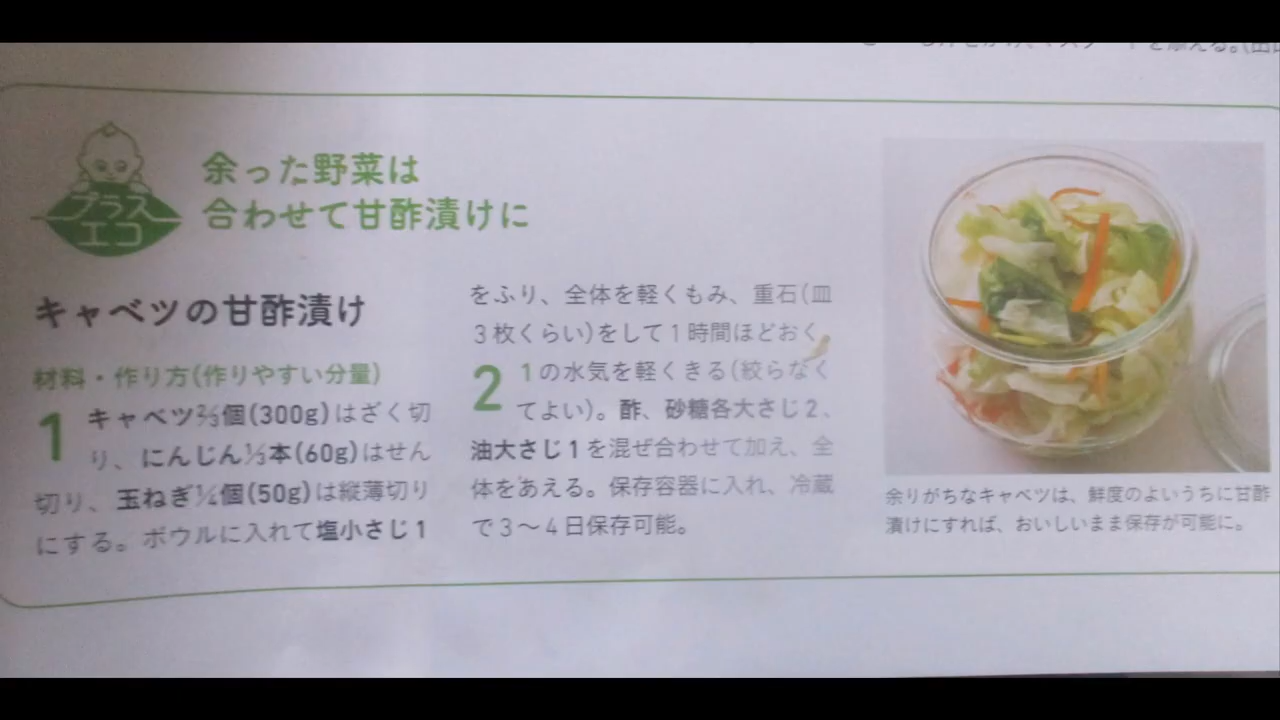 を添える。
プラス
エコ
余った野菜は
合わせて甘酢漬けに
キャベツの甘酢漬け
材料・作り方(作りやすい分量)
1 キャベツ⅔個(300g)はざく切
り、にんじん⅓本(60g)はせん
切り、玉ねぎ¼個(50g)は縦薄切り
にする。ボウルに入れて塩小さじ1
をふり、全体を軽くもみ、重石(皿
3枚くらい)をして1時間ほどおく。
2 1の水気を軽くきる(絞らなく
てよい)。酢、砂糖各大さじ2、
油大さじ1を混ぜ合わせて加え、全
体をあえる。保存容器に入れ、冷蔵
で3〜4日保存可能。
余りがちなキャベツは、鮮度のよいうちに甘酢
漬けにすれば、おいしいまま保存が可能に。